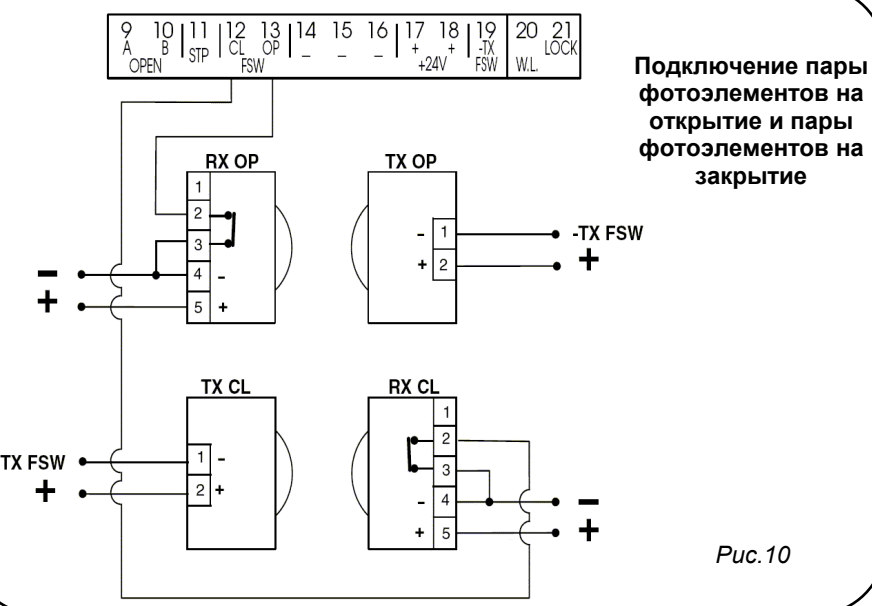 9 10 11 12 13 14 15 16 17 18 19 20 21
A B STP CL OP - - - + + -TX LOCK
OPEN FSW +24V FSW W.L.
Подключение пары
фотоэлементов на
открытие и пары
фотоэлементов на
закрытие
RX OP
1
2
3
4 -
5 +
-
+
TX OP
- 1
+ 2
-TX FSW
+
TX CL
1 -
2 +
TX FSW
+
RX CL
1
2
3
- 4
+ 5
-
+
Рис.10